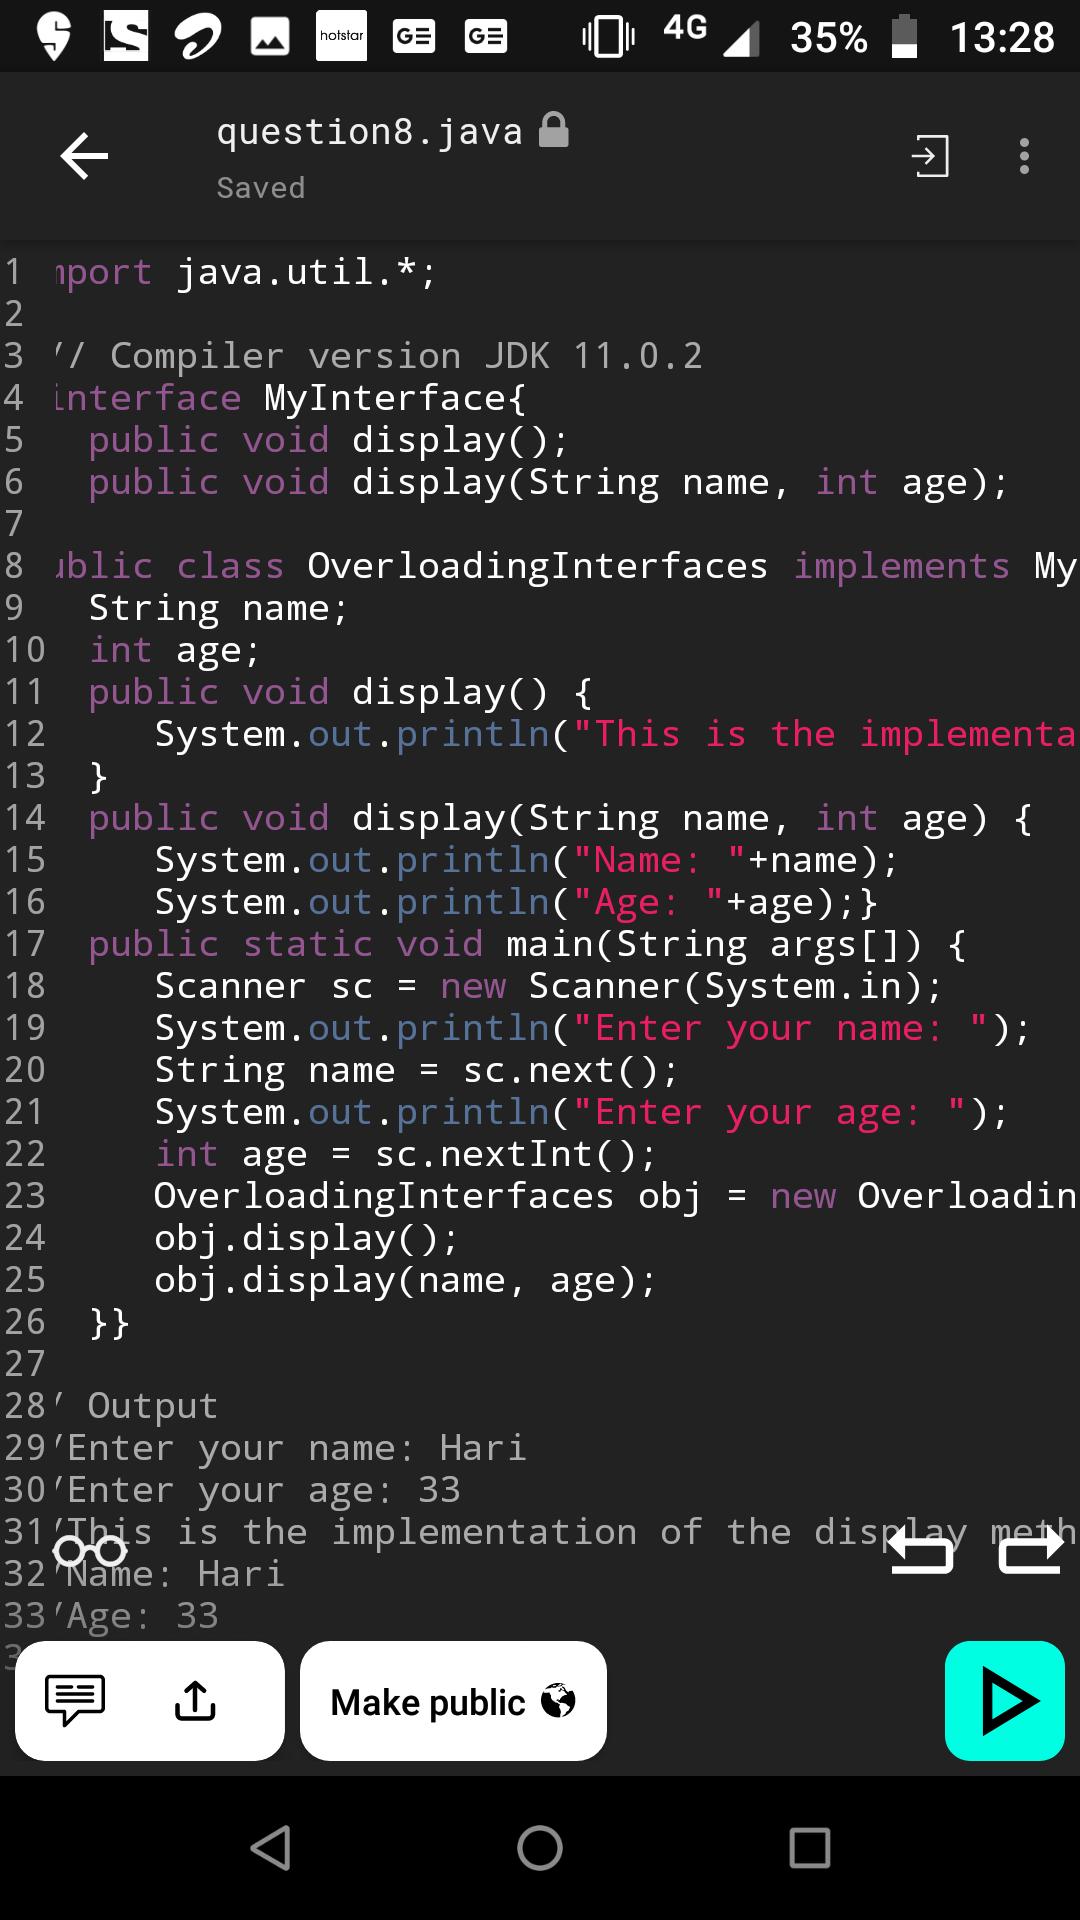 hotstar GE GE 4G 35% 13:28
question8.java
Saved
1 mport java.util.*;
2
3 // Compiler version JDK 11.0.2
4 interface MyInterface{
5 public void display();
6 public void display(String name, int age);
7
8 ublic class OverloadingInterfaces implements My
9 String name;
10 int age;
11 public void display() {
12 System.out.println("This is the implementa
13 }
14 public void display(String name, int age) {
15 System.out.println("Name: "+name);
16 System.out.println("Age: "+age);}
17 public static void main(String args[]) {
18 Scanner sc = new Scanner(System.in);
19 System.out.println("Enter your name: ");
20 String name = sc.next();
21 System.out.println("Enter your age: ");
22 int age = sc.nextInt();
23 OverloadingInterfaces obj = new Overloadin
24 obj.display();
25 obj.display(name, age);
26 }}
27
28 / Output
29 /Enter your name: Hari
30 /Enter your age: 33
31 /This is the implementation of the display meth
32 /Name: Hari
33 /Age: 33
Make public